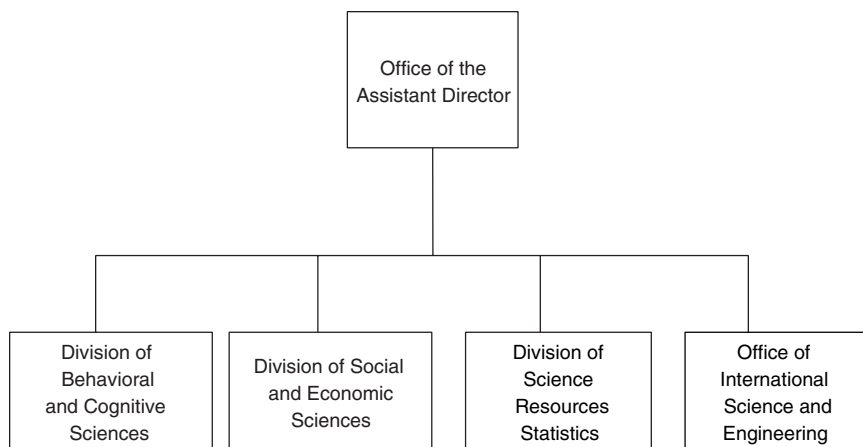 Office of the
Assistant Director
Division of
Behavioral
and Cognitive
Sciences
Division of Social
and Economic
Sciences
Division of
Science
Resources
Statistics
Office of
International
Science and
Engineering